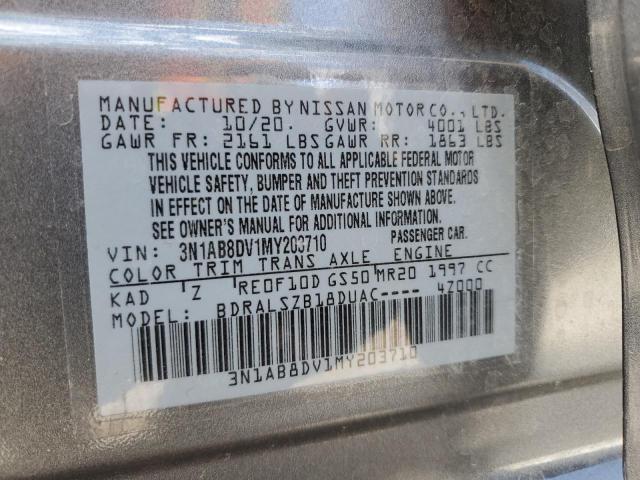 MANUFACTURED BY NISSAN MOTOR CO., LTD.
DATE: 10/20. GVWR: 4001 LBS
GAWR FR: 2161 LBS GAWR RR: 1863 LBS
THIS VEHICLE CONFORMS TO ALL APPLICABLE FEDERAL MOTOR
VEHICLE SAFETY, BUMPER AND THEFT PREVENTION STANDARDS
IN EFFECT ON THE DATE OF MANUFACTURE SHOWN ABOVE.
SEE OWNER'S MANUAL FOR ADDITIONAL INFORMATION.
VIN: 3N1AB8DV1MY203710 PASSENGER CAR.
COLOR TRIM TRANS AXLE ENGINE
KAD Z RE0F10D GS50 MR20 1997 CC
MODEL: BDRALSZB18DUAC---- 47000
3N1AB8DV1MY203710